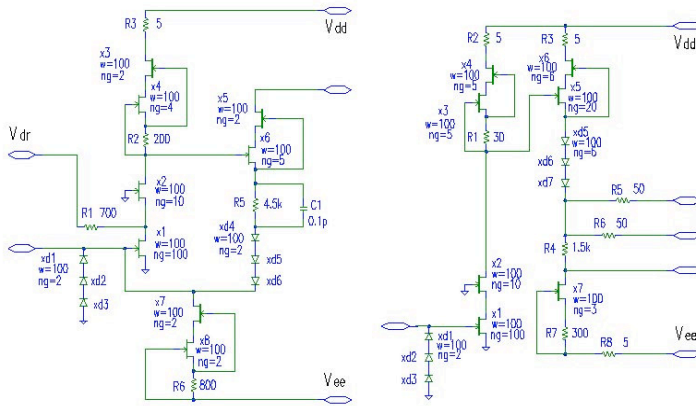 R3 5
Vdd
x3
w=100
ng=2
x4
w=100
ng=4
x5
w=100
ng=2
Vdr
R2 200
x6
w=100
ng=5
x2
w=100
ng=10
R5 4.5k
C1
0.1p
R1 700
x1
w=100
ng=100
xd4
w=100
ng=2
xd5
xd6
xd1
w=100
ng=2
xd2
xd3
x7
w=100
ng=2
x8
w=100
ng=2
R6 800
Vee
R2 5
R3 5
Vdd
x4
w=100
ng=5
x6
w=100
ng=6
x3
w=100
ng=5
x5
w=100
ng=20
R1 30
xd5
w=100
ng=6
xd6
xd7
R5 50
R6 50
R4 1.5k
x2
w=100
ng=10
x1
w=100
ng=100
xd1
w=100
ng=2
xd2
xd3
x7
w=100
ng=3
R7 300
R8 5
Vee